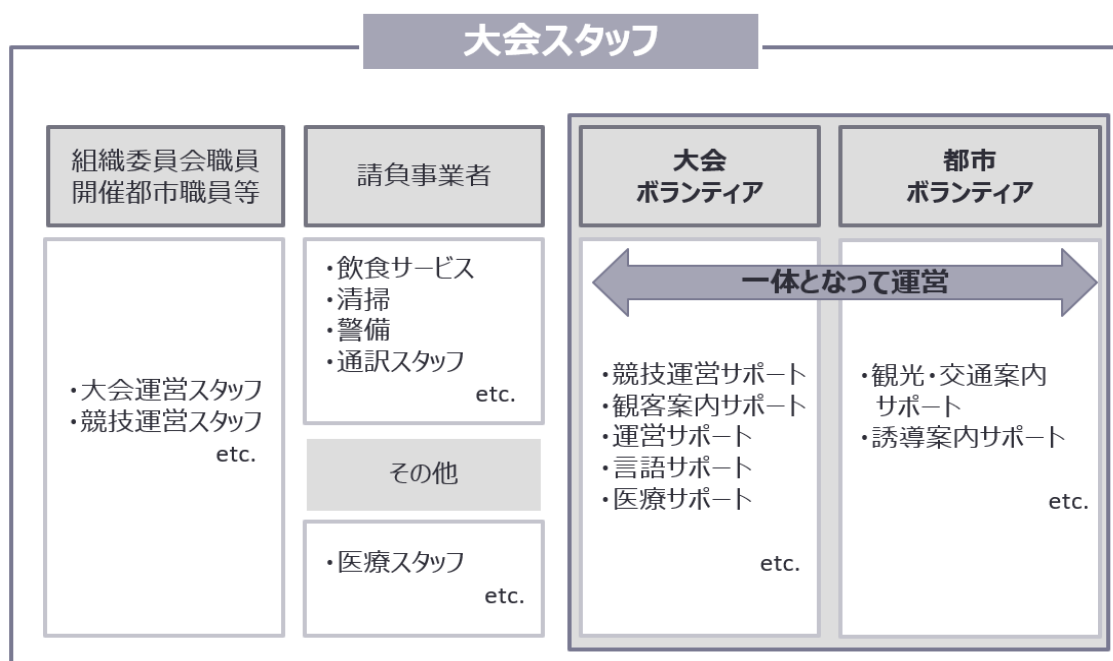 大会スタッフ
組織委員会職員
開催都市職員等
・大会運営スタッフ
・競技運営スタッフ
etc.
請負事業者
・飲食サービス
・清掃
・警備
・通訳スタッフ
etc.
その他
・医療スタッフ
etc.
大会
ボランティア
都市
ボランティア
一体となって運営
・競技運営サポート
・観客案内サポート
・運営サポート
・言語サポート
・医療サポート
etc.
・観光・交通案内
サポート
・誘導案内サポート
etc.